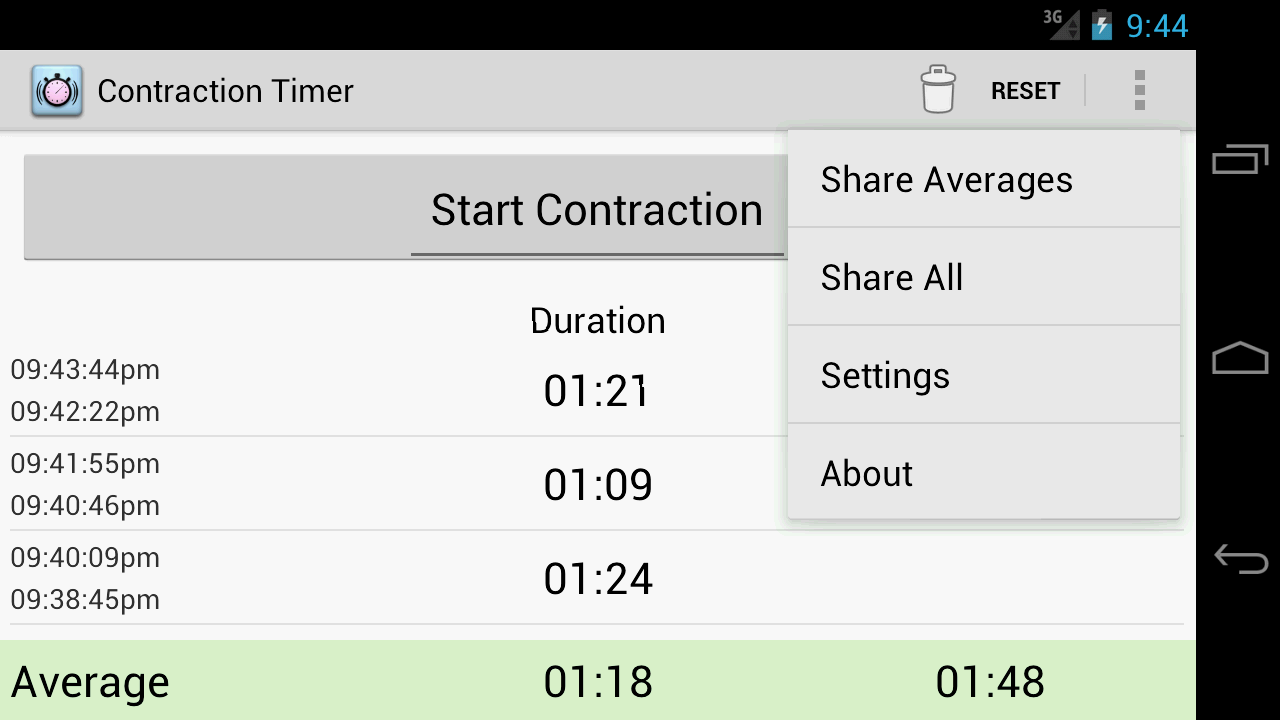 3G 9:44
Contraction Timer RESET
Share Averages
Start Contraction
Share All
Duration
09:43:44pm
09:42:22pm
01:21
Settings
09:41:55pm
09:40:46pm
01:09
About
09:40:09pm
09:38:45pm
01:24
Average 01:18 01:48